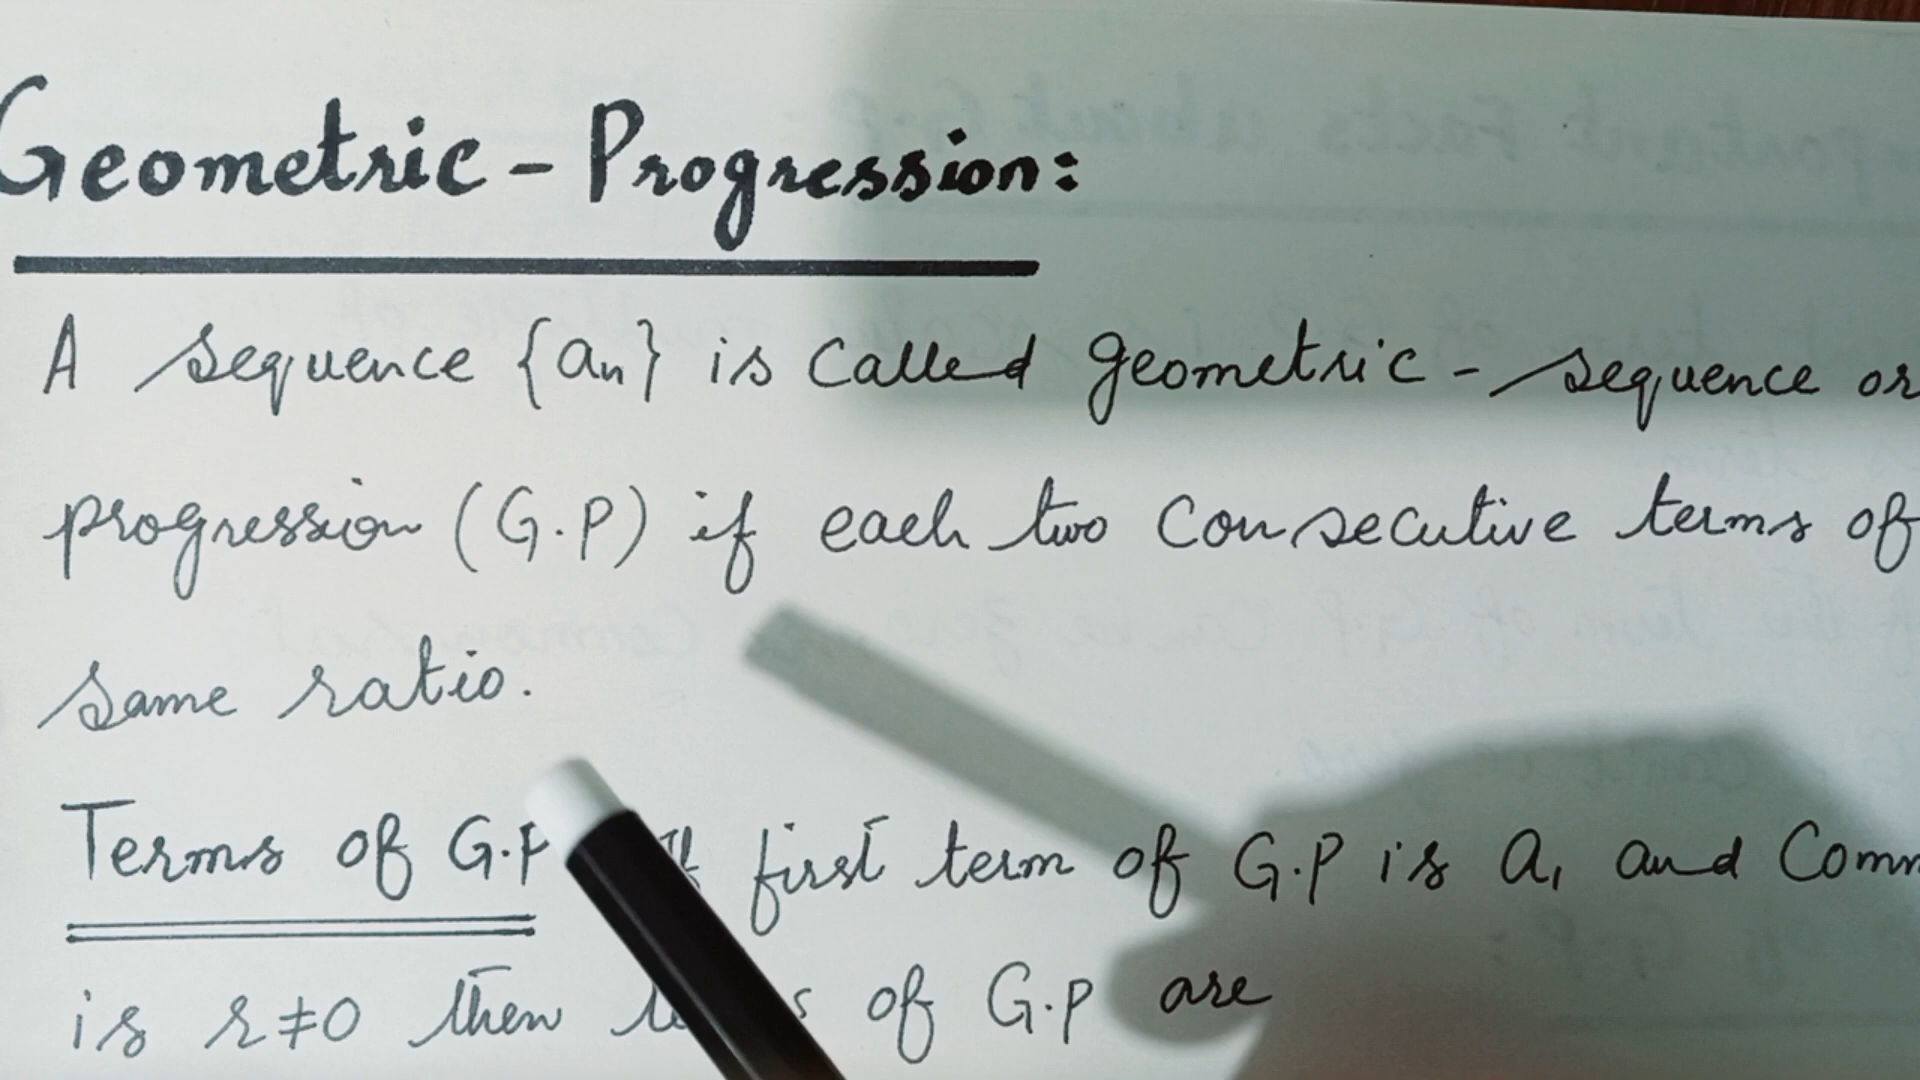 Geometric - Progression:
A sequence {an} is called geometric - sequence or
progression (G.P) if each two consecutive terms of
same ratio.
Terms of G.P If first term of G.P is a₁ and Comm
is r≠0 then of G.P are